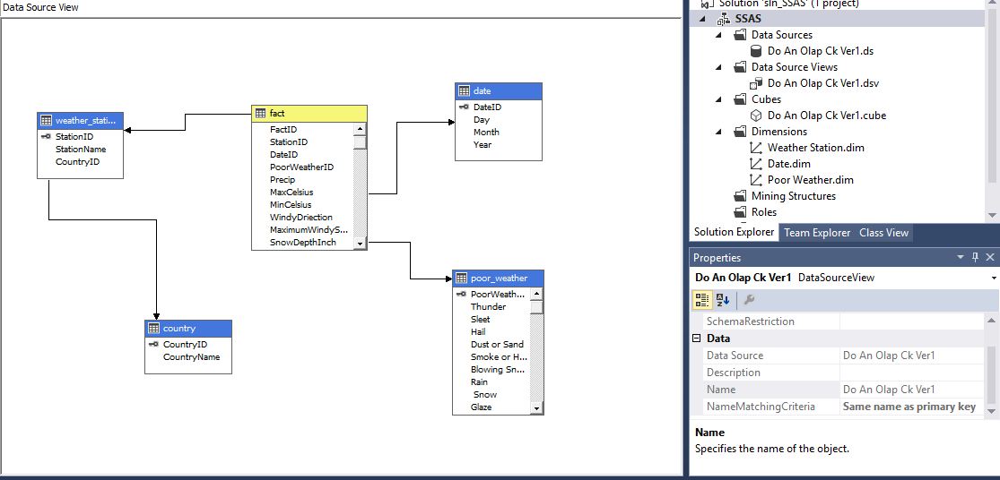 Data Source View
weather_stati...
StationID
StationName
CountryID
fact
FactID
StationID
DateID
PoorWeatherID
Precip
MaxCelsius
MinCelsius
WindyDriection
MaximumWindyS...
SnowDepthInch
date
DateID
Day
Month
Year
country
CountryID
CountryName
poor_weather
PoorWeath...
Thunder
Sleet
Hail
Dust or Sand
Smoke or H...
Blowing Sn...
Rain
Snow
Glaze
Solution 'sln_SSAS' (1 project)
SSAS
Data Sources
Do An Olap Ck Ver1.ds
Data Source Views
Do An Olap Ck Ver1.dsv
Cubes
Do An Olap Ck Ver1.cube
Dimensions
Weather Station.dim
Date.dim
Poor Weather.dim
Mining Structures
Roles
Solution Explorer Team Explorer Class View
Properties
Do An Olap Ck Ver1 DataSourceView
SchemaRestriction
Data
Data Source Do An Olap Ck Ver1
Description
Name Do An Olap Ck Ver1
NameMatchingCriteria Same name as primary key
Name
Specifies the name of the object.